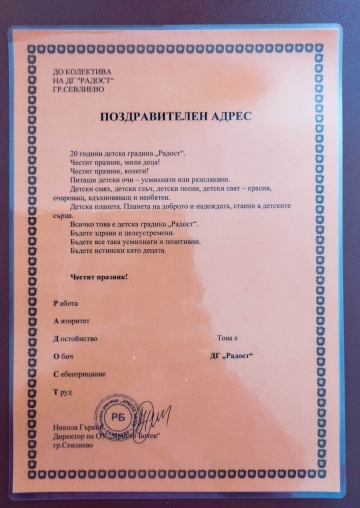 ДО КОЛЕКТИВА
НА ДГ "РАДОСТ"
ГР.СЕВЛИЕВО
ПОЗДРАВИТЕЛЕН АДРЕС
20 години детска градина „Радост“.
Честит празник, мили деца!
Честит празник, колеги!
Питащи детски очи – усмихнати или разплакани.
Детски смях, детски глъч, детски песни, детски свят – красив,
очароващ, вдъхновяващ и необятен.
Детска планета. Планета на доброто и надеждата, стаени в детските
сърца.
Всичко това е детска градина „Радост“.
Бъдете здрави и целеустремени.
Бъдете все така усмихнати и позитивни.
Бъдете истински като децата.
Честит празник!
Р абота
А вторитет
Д остойнство Това е
О бич ДГ „Радост“
С ебеотрицание
Т руд
РБ
Никола Гърков
Директор на ОУ "Христо Ботев"
гр.Севлиево